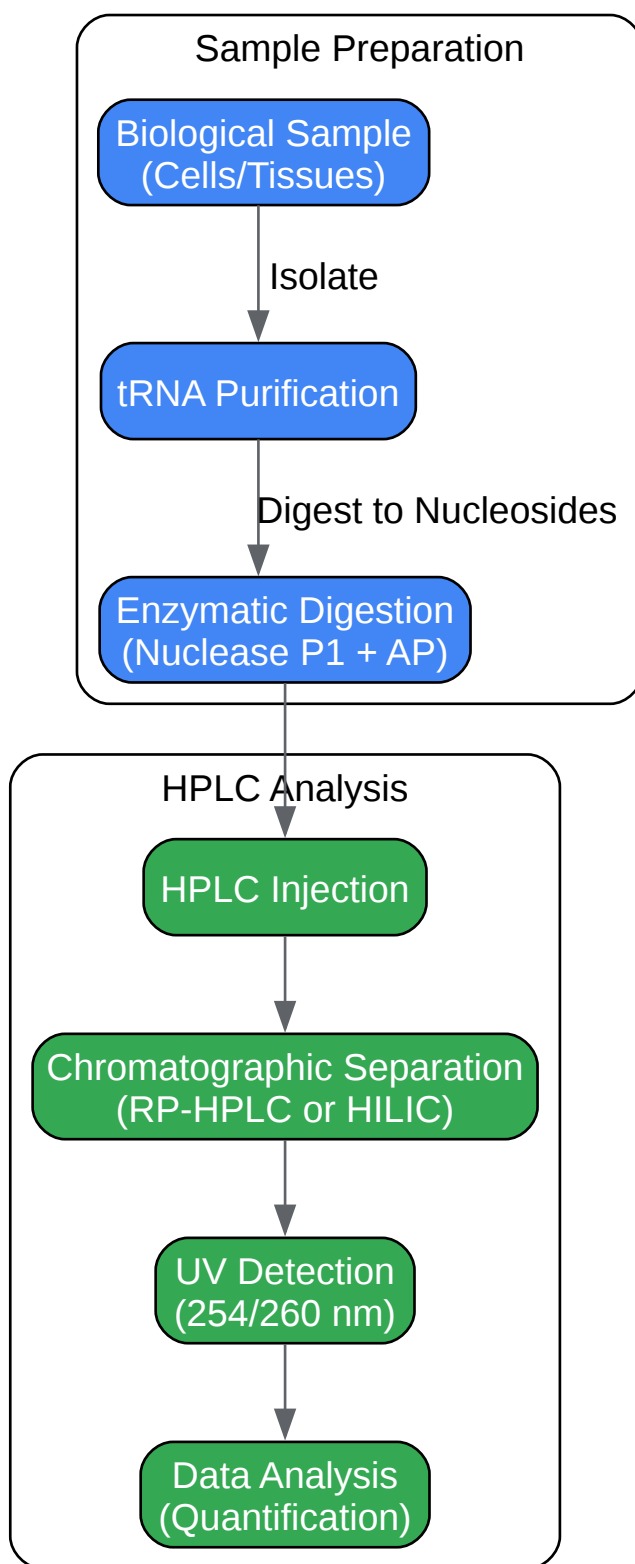 Sample Preparation
Biological Sample
(Cells/Tissues)
Isolate
tRNA Purification
Digest to Nucleosides
Enzymatic Digestion
(Nuclease P1 + AP)
HPLC Analysis
HPLC Injection
Chromatographic Separation
(RP-HPLC or HILIC)
UV Detection
(254/260 nm)
Data Analysis
(Quantification)